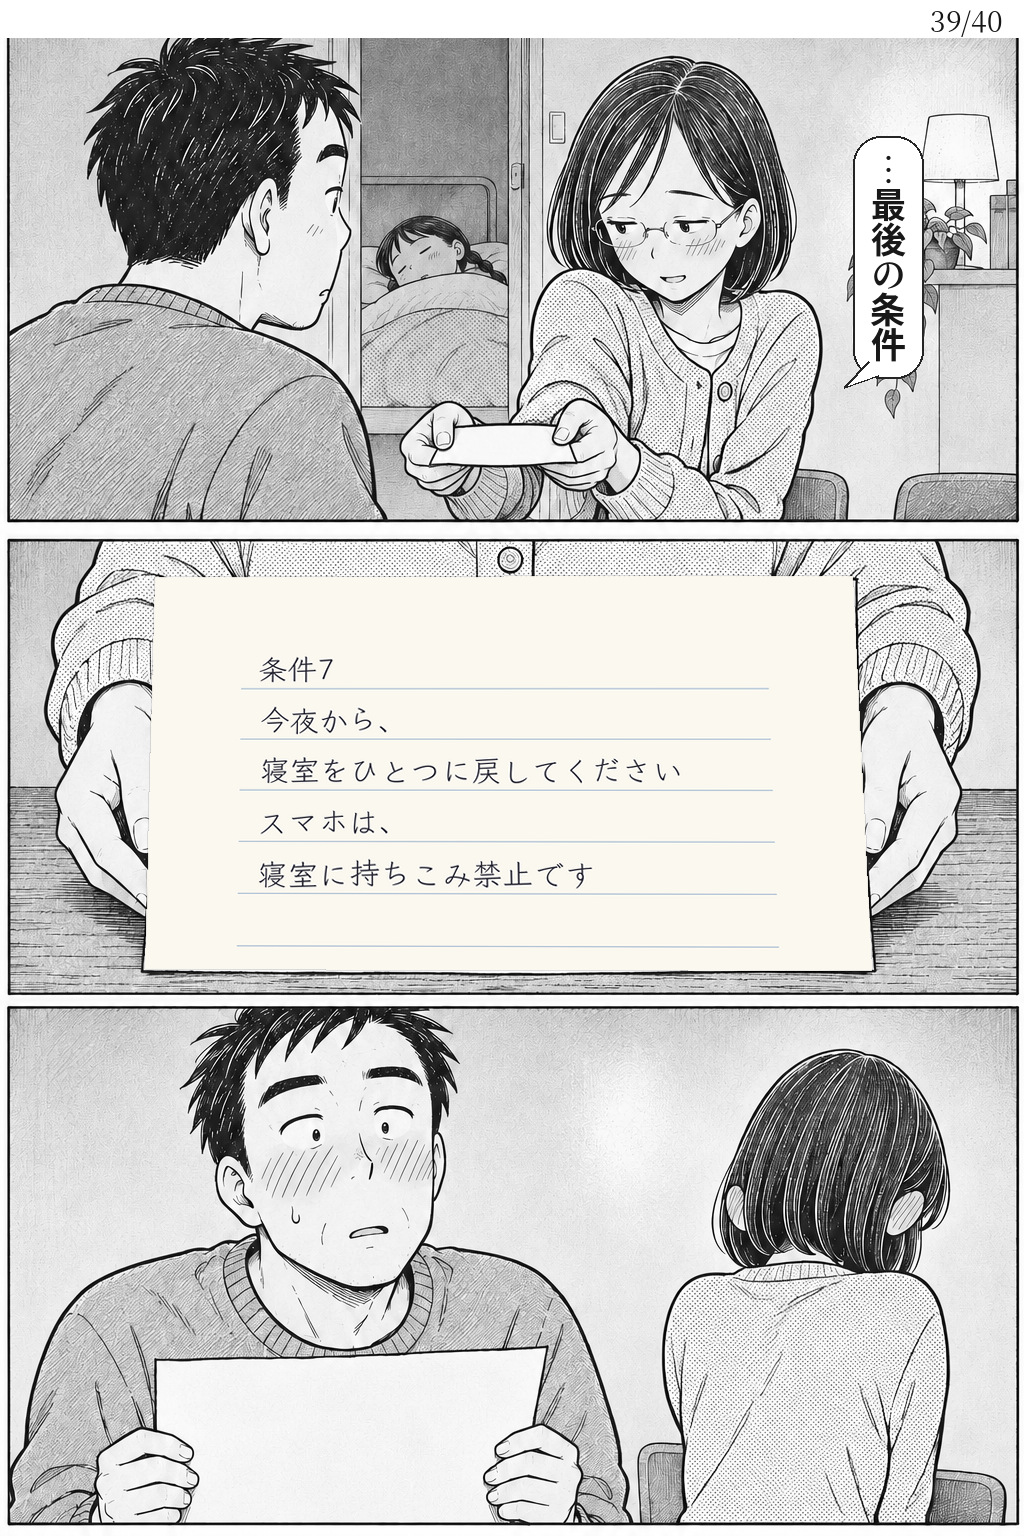 39/40
…最後の条件
条件7
今夜から、
寝室をひとつに戻してください
スマホは、
寝室に持ちこみ禁止です